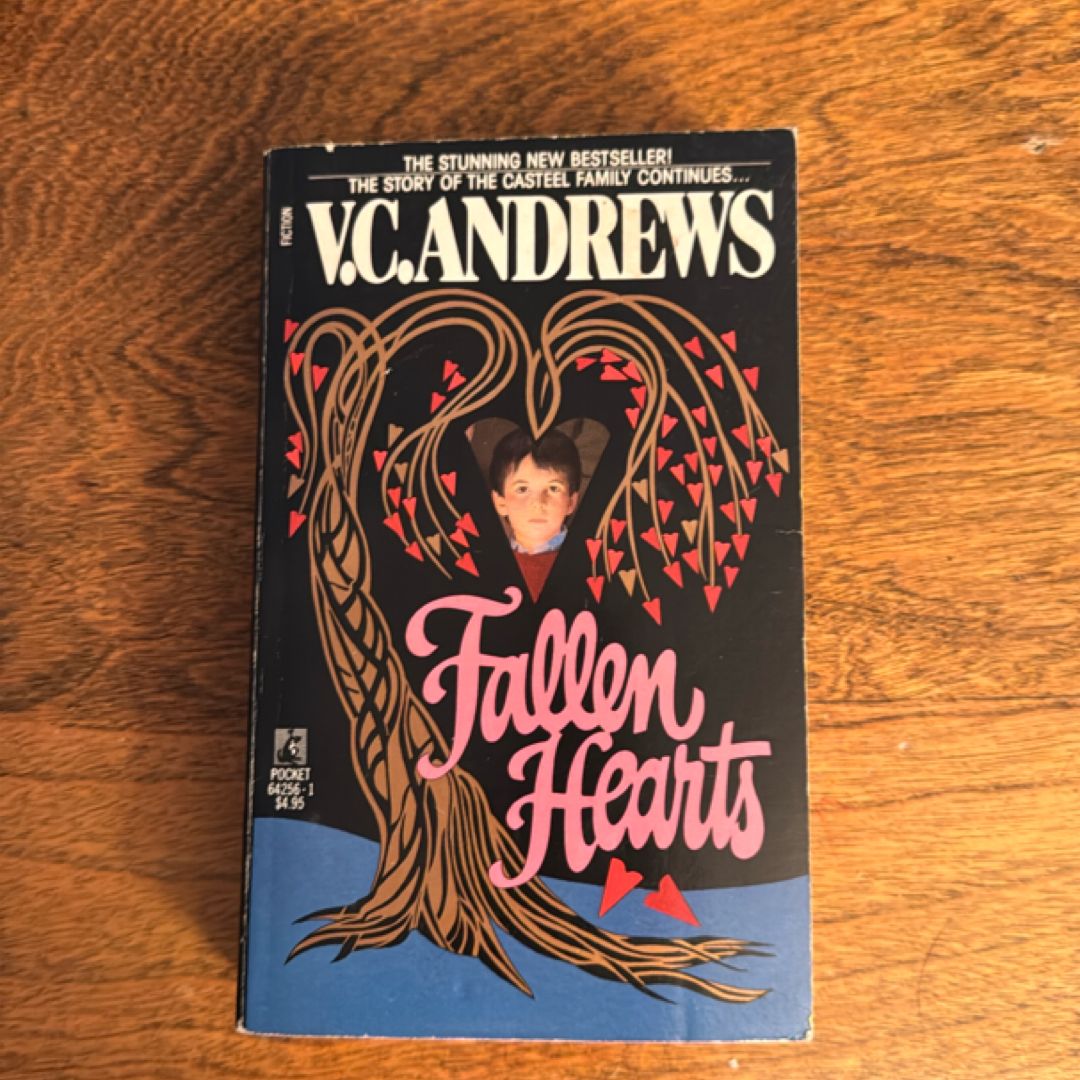 THE STUNNING NEW BESTSELLER!
THE STORY OF THE CASTEEL FAMILY CONTINUES...
FICTION
V.C. ANDREWS
Fallen
Hearts
POCKET
64256-1
$4.95